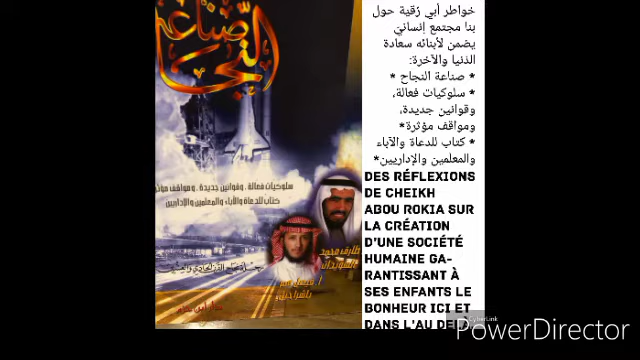 صناعة
النجاح
سلوكيات فعالة . وقوانين جديدة . ومواقف مؤثرة
كتاب للدعاة والآباء والمعلمين والإداريين
طارق محمد
السويدان
خواطر أبي رقية حول
بنا مجتمع إنساني
يضمن لأبنائه سعادة
الدنيا والآخرة:
* صناعة النجاح *
* سلوكيات فعالة،
وقوانين جديدة،
ومواقف مؤثرة*
* كتاب للدعاة والآباء
والمعلمين والإداريين*
DES RÉFLEXIONS
DE CHEIKH
ABOU ROKIA SUR
LA CRÉATION
D'UNE SOCIÉTÉ
HUMAINE GA-
RANTISSANT À
SES ENFANTS LE
BONHEUR ICI ET
DANS L'AU DELÀ
CyberLink
PowerDirector